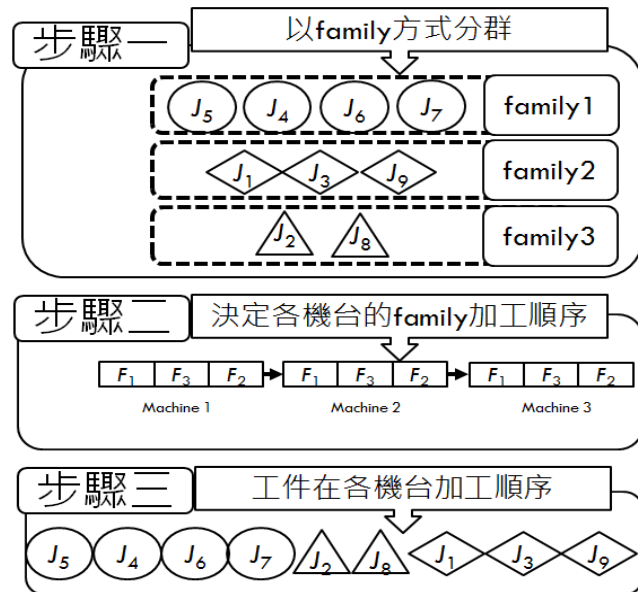 步驟一
以family方式分群
J5 J4 J6 J7 family1
J1 J3 J9 family2
J2 J8 family3
步驟二
決定各機台的family加工順序
F1 F3 F2 F1 F3 F2 F1 F3 F2
Machine 1 Machine 2 Machine 3
步驟三
工件在各機台加工順序
J5 J4 J6 J7 J2 J8 J1 J3 J9